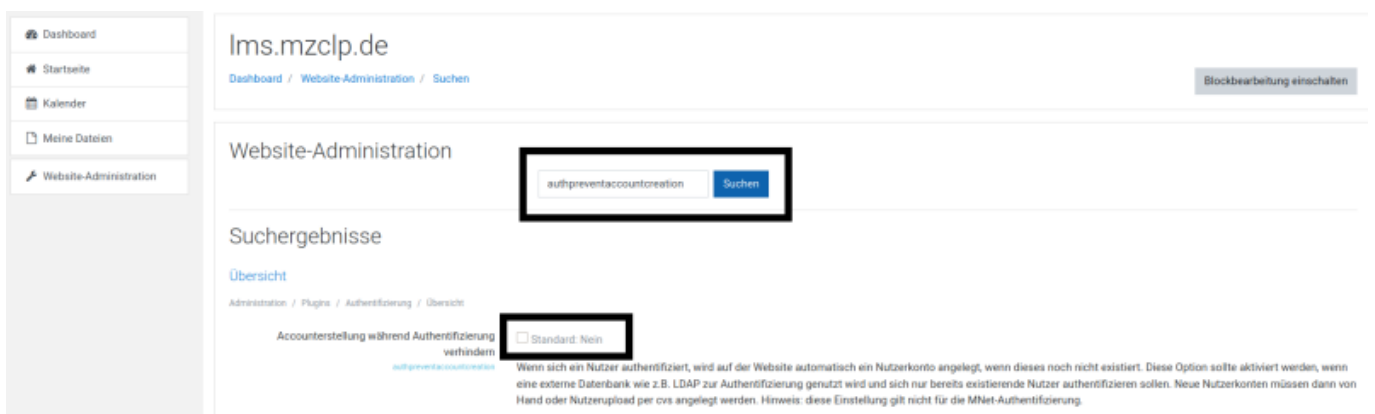 Dashboard
Startseite
Kalender
Meine Dateien
Website-Administration
lms.mzclp.de
Dashboard / Website-Administration / Suchen
Blockbearbeitung einschalten
Website-Administration
authpreventaccountcreation Suchen
Suchergebnisse
Übersicht
Administration / Plugins / Authentifizierung / Übersicht
Accounterstellung während Authentifizierung
verhindern
authpreventaccountcreation
Standard: Nein
Wenn sich ein Nutzer authentifiziert, wird auf der Website automatisch ein Nutzerkonto angelegt, wenn dieses noch nicht existiert. Diese Option sollte aktiviert werden, wenn
eine externe Datenbank wie z.B. LDAP zur Authentifizierung genutzt wird und sich nur bereits existierende Nutzer authentifizieren sollen. Neue Nutzerkonten müssen dann von
Hand oder Nutzerupload per cvs angelegt werden. Hinweis: diese Einstellung gilt nicht für die MNet-Authentifizierung.